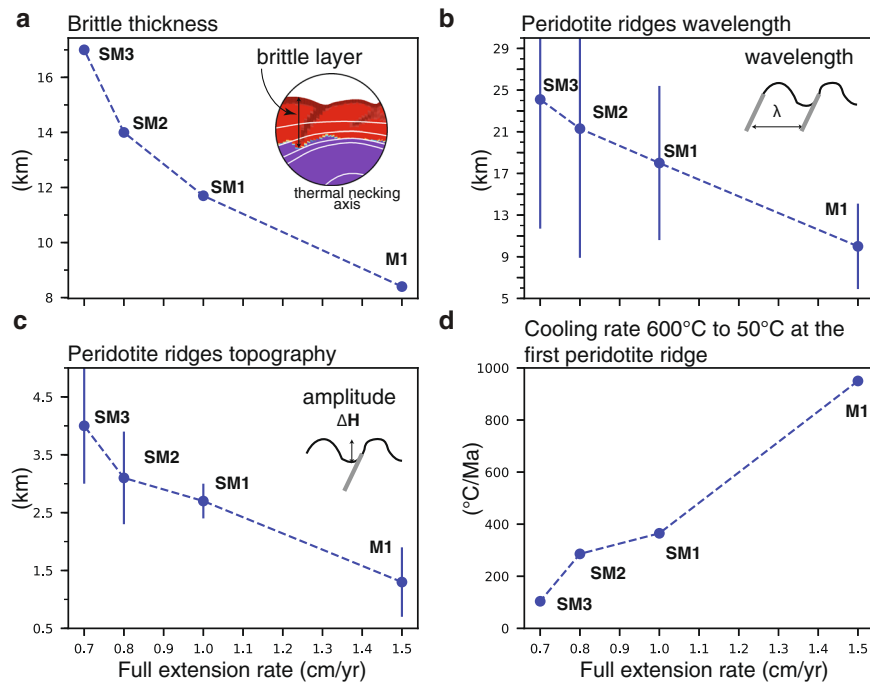 a
Brittle thickness
17
16
14
12
10
8
(km)
SM3
SM2
SM1
M1
brittle layer
thermal necking
axis
b
Peridotite ridges wavelength
29
25
21
17
13
9
5
(km)
SM3
SM2
SM1
M1
wavelength
λ
c
Peridotite ridges topography
4.5
3.5
2.5
1.5
0.5
(km)
SM3
SM2
SM1
M1
amplitude
ΔH
0.7 0.8 0.9 1.0 1.1 1.2 1.3 1.4 1.5
Full extension rate (cm/yr)
d
Cooling rate 600°C to 50°C at the
first peridotite ridge
1000
800
600
400
200
0
(°C/Ma)
SM3
SM2
SM1
M1
0.7 0.8 0.9 1.0 1.1 1.2 1.3 1.4 1.5
Full extension rate (cm/yr)